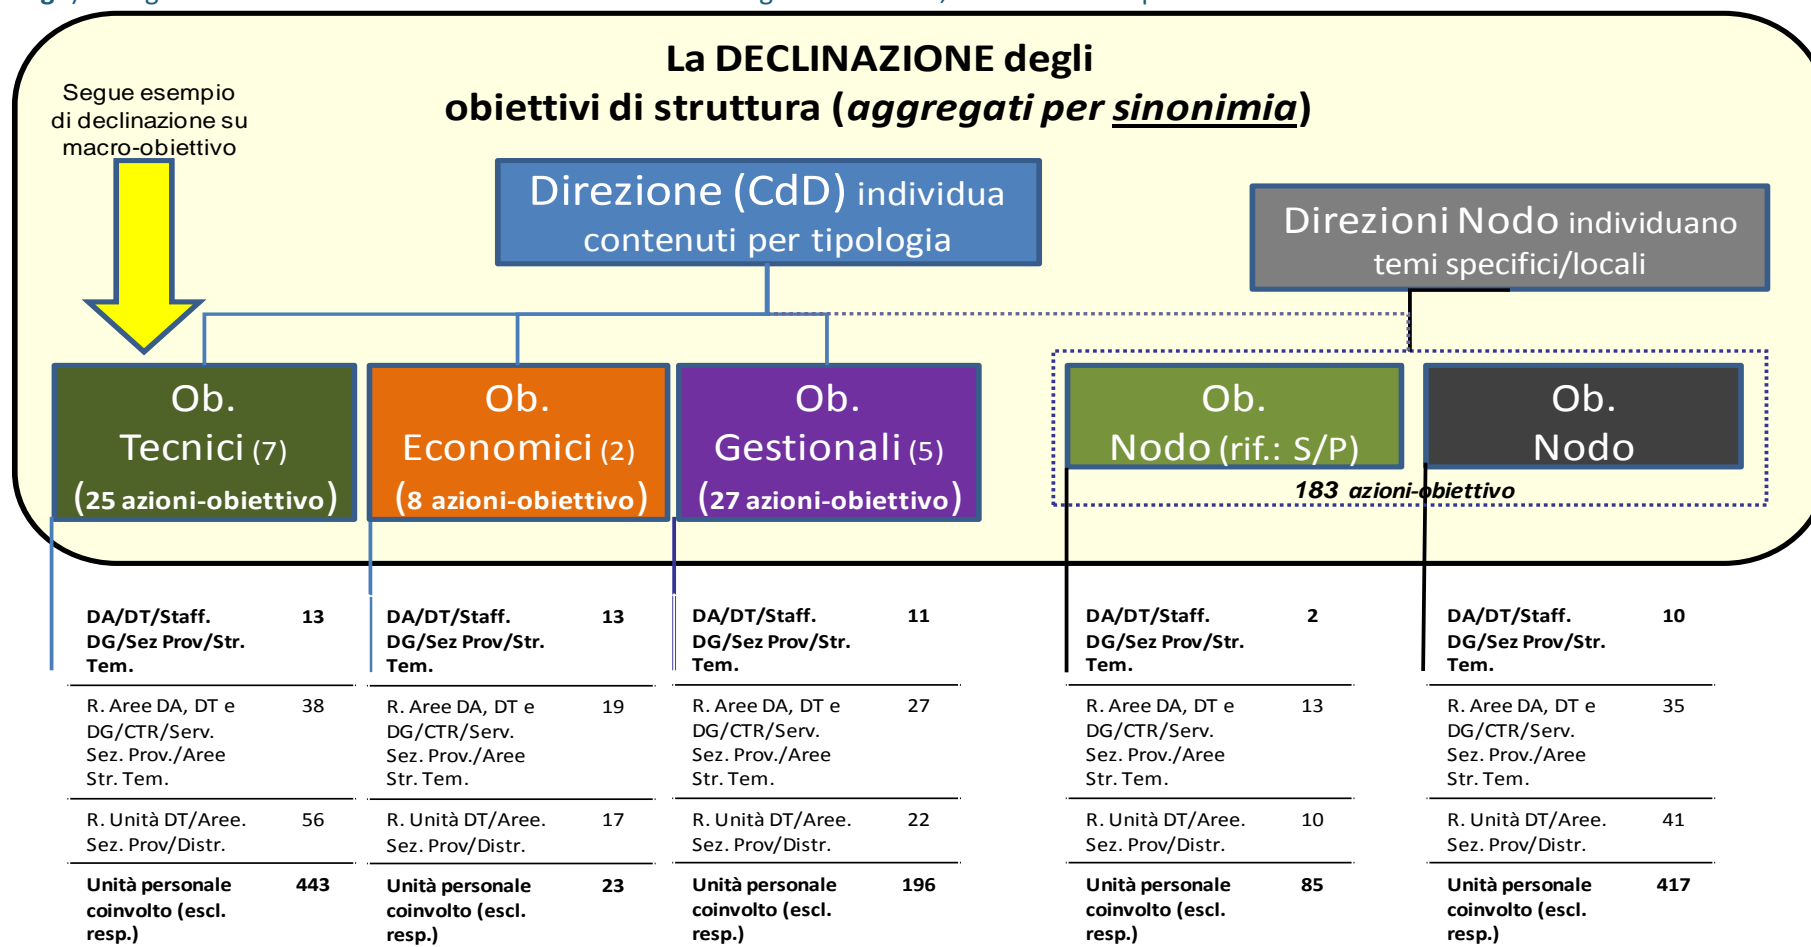 La DECLINAZIONE degli
obiettivi di struttura (aggregati per sinonimia)
Segue esempio
di declinazione su
macro-obiettivo
Direzione (CdD) individua
contenuti per tipologia
Direzioni Nodo individuano
temi specifici/locali
Ob.
Tecnici (7)
(25 azioni-obiettivo)
Ob.
Economici (2)
(8 azioni-obiettivo)
Ob.
Gestionali (5)
(27 azioni-obiettivo)
Ob.
Nodo (rif.: S/P)
Ob.
Nodo
183 azioni-obiettivo
DA/DT/Staff. 13
DG/Sez Prov/Str.
Tem.
R. Aree DA, DT e 38
DG/CTR/Serv.
Sez. Prov./Aree
Str. Tem.
R. Unità DT/Aree. 56
Sez. Prov/Distr.
Unità personale 443
coinvolto (escl.
resp.)
DA/DT/Staff. 13
DG/Sez Prov/Str.
Tem.
R. Aree DA, DT e 19
DG/CTR/Serv.
Sez. Prov./Aree
Str. Tem.
R. Unità DT/Aree. 17
Sez. Prov/Distr.
Unità personale 23
coinvolto (escl.
resp.)
DA/DT/Staff. 11
DG/Sez Prov/Str.
Tem.
R. Aree DA, DT e 27
DG/CTR/Serv.
Sez. Prov./Aree
Str. Tem.
R. Unità DT/Aree. 22
Sez. Prov/Distr.
Unità personale 196
coinvolto (escl.
resp.)
DA/DT/Staff. 2
DG/Sez Prov/Str.
Tem.
R. Aree DA, DT e 13
DG/CTR/Serv.
Sez. Prov./Aree
Str. Tem.
R. Unità DT/Aree. 10
Sez. Prov/Distr.
Unità personale 85
coinvolto (escl.
resp.)
DA/DT/Staff. 10
DG/Sez Prov/Str.
Tem.
R. Aree DA, DT e 35
DG/CTR/Serv.
Sez. Prov./Aree
Str. Tem.
R. Unità DT/Aree. 41
Sez. Prov/Distr.
Unità personale 417
coinvolto (escl.
resp.)